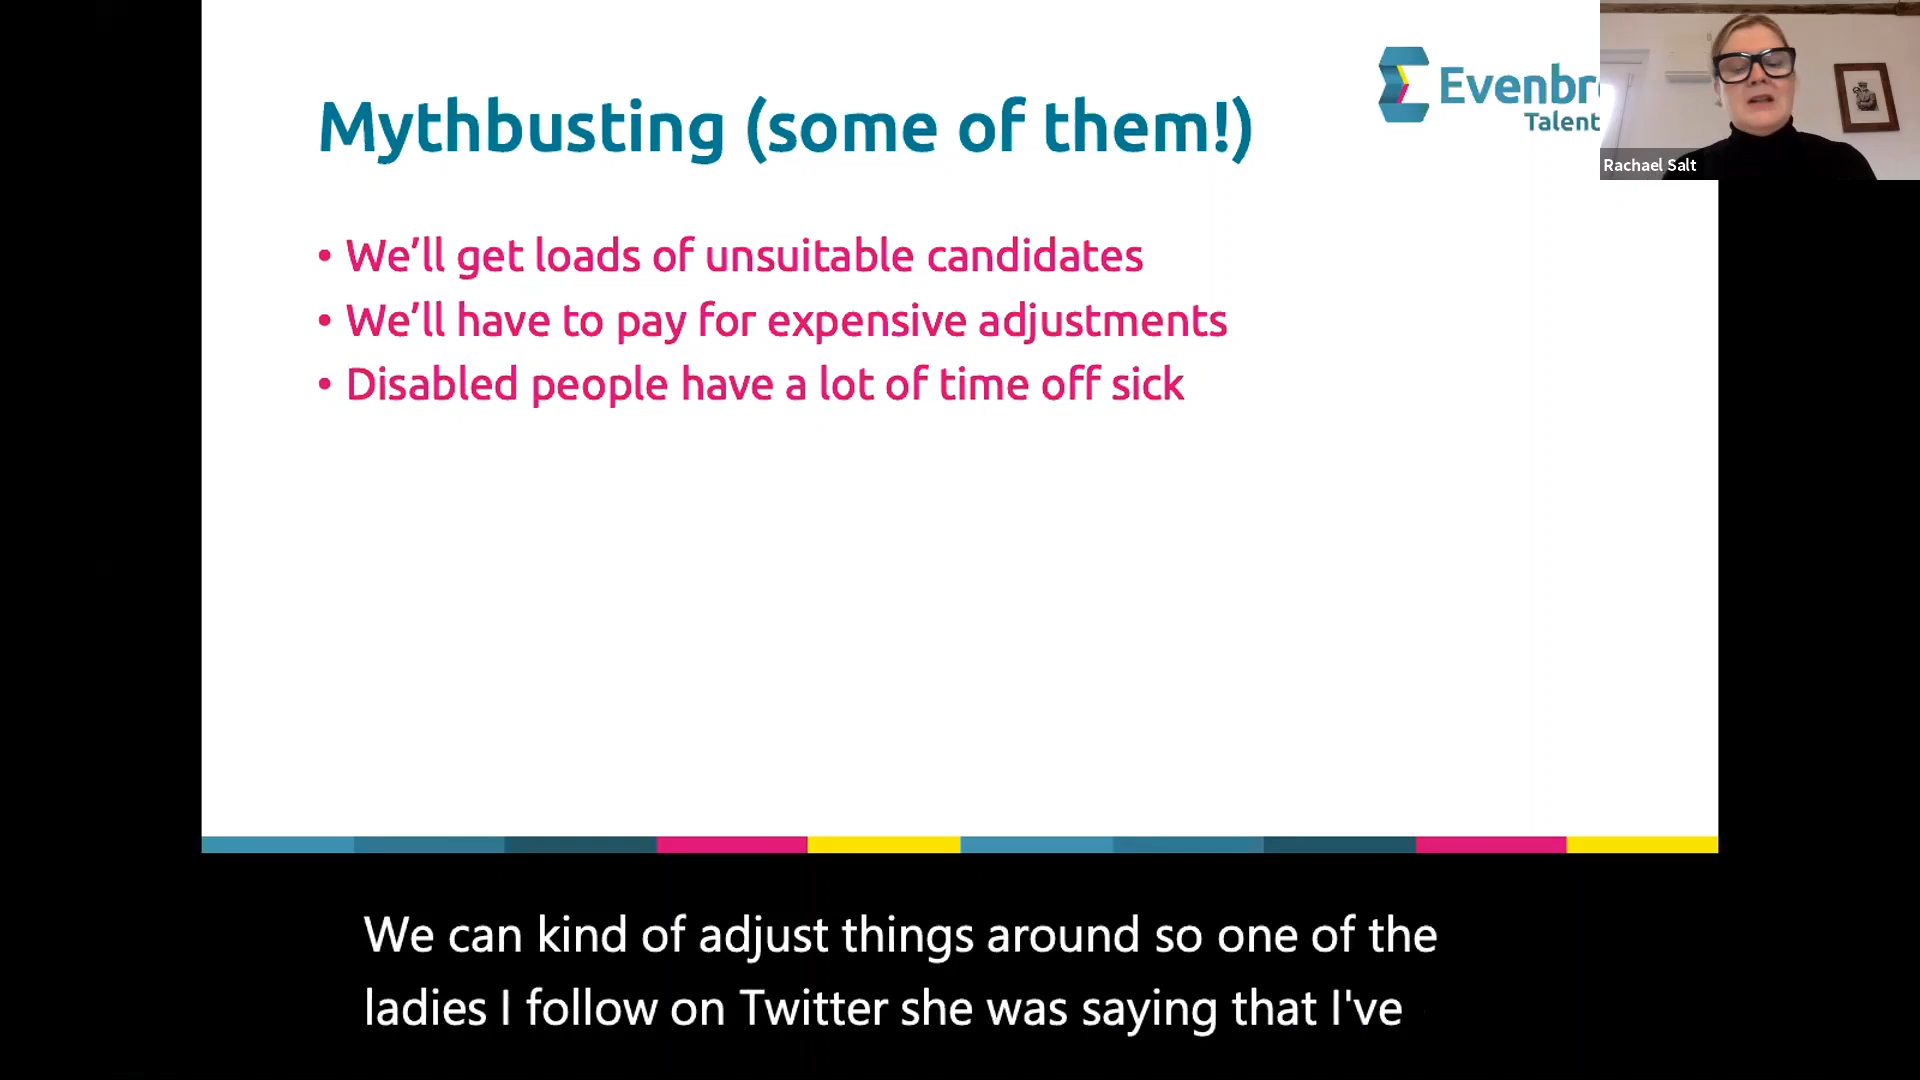 Mythbusting (some of them!)
Evenbr
Talent
Rachael Salt
• We’ll get loads of unsuitable candidates
• We’ll have to pay for expensive adjustments
• Disabled people have a lot of time off sick
We can kind of adjust things around so one of the
ladies I follow on Twitter she was saying that I've